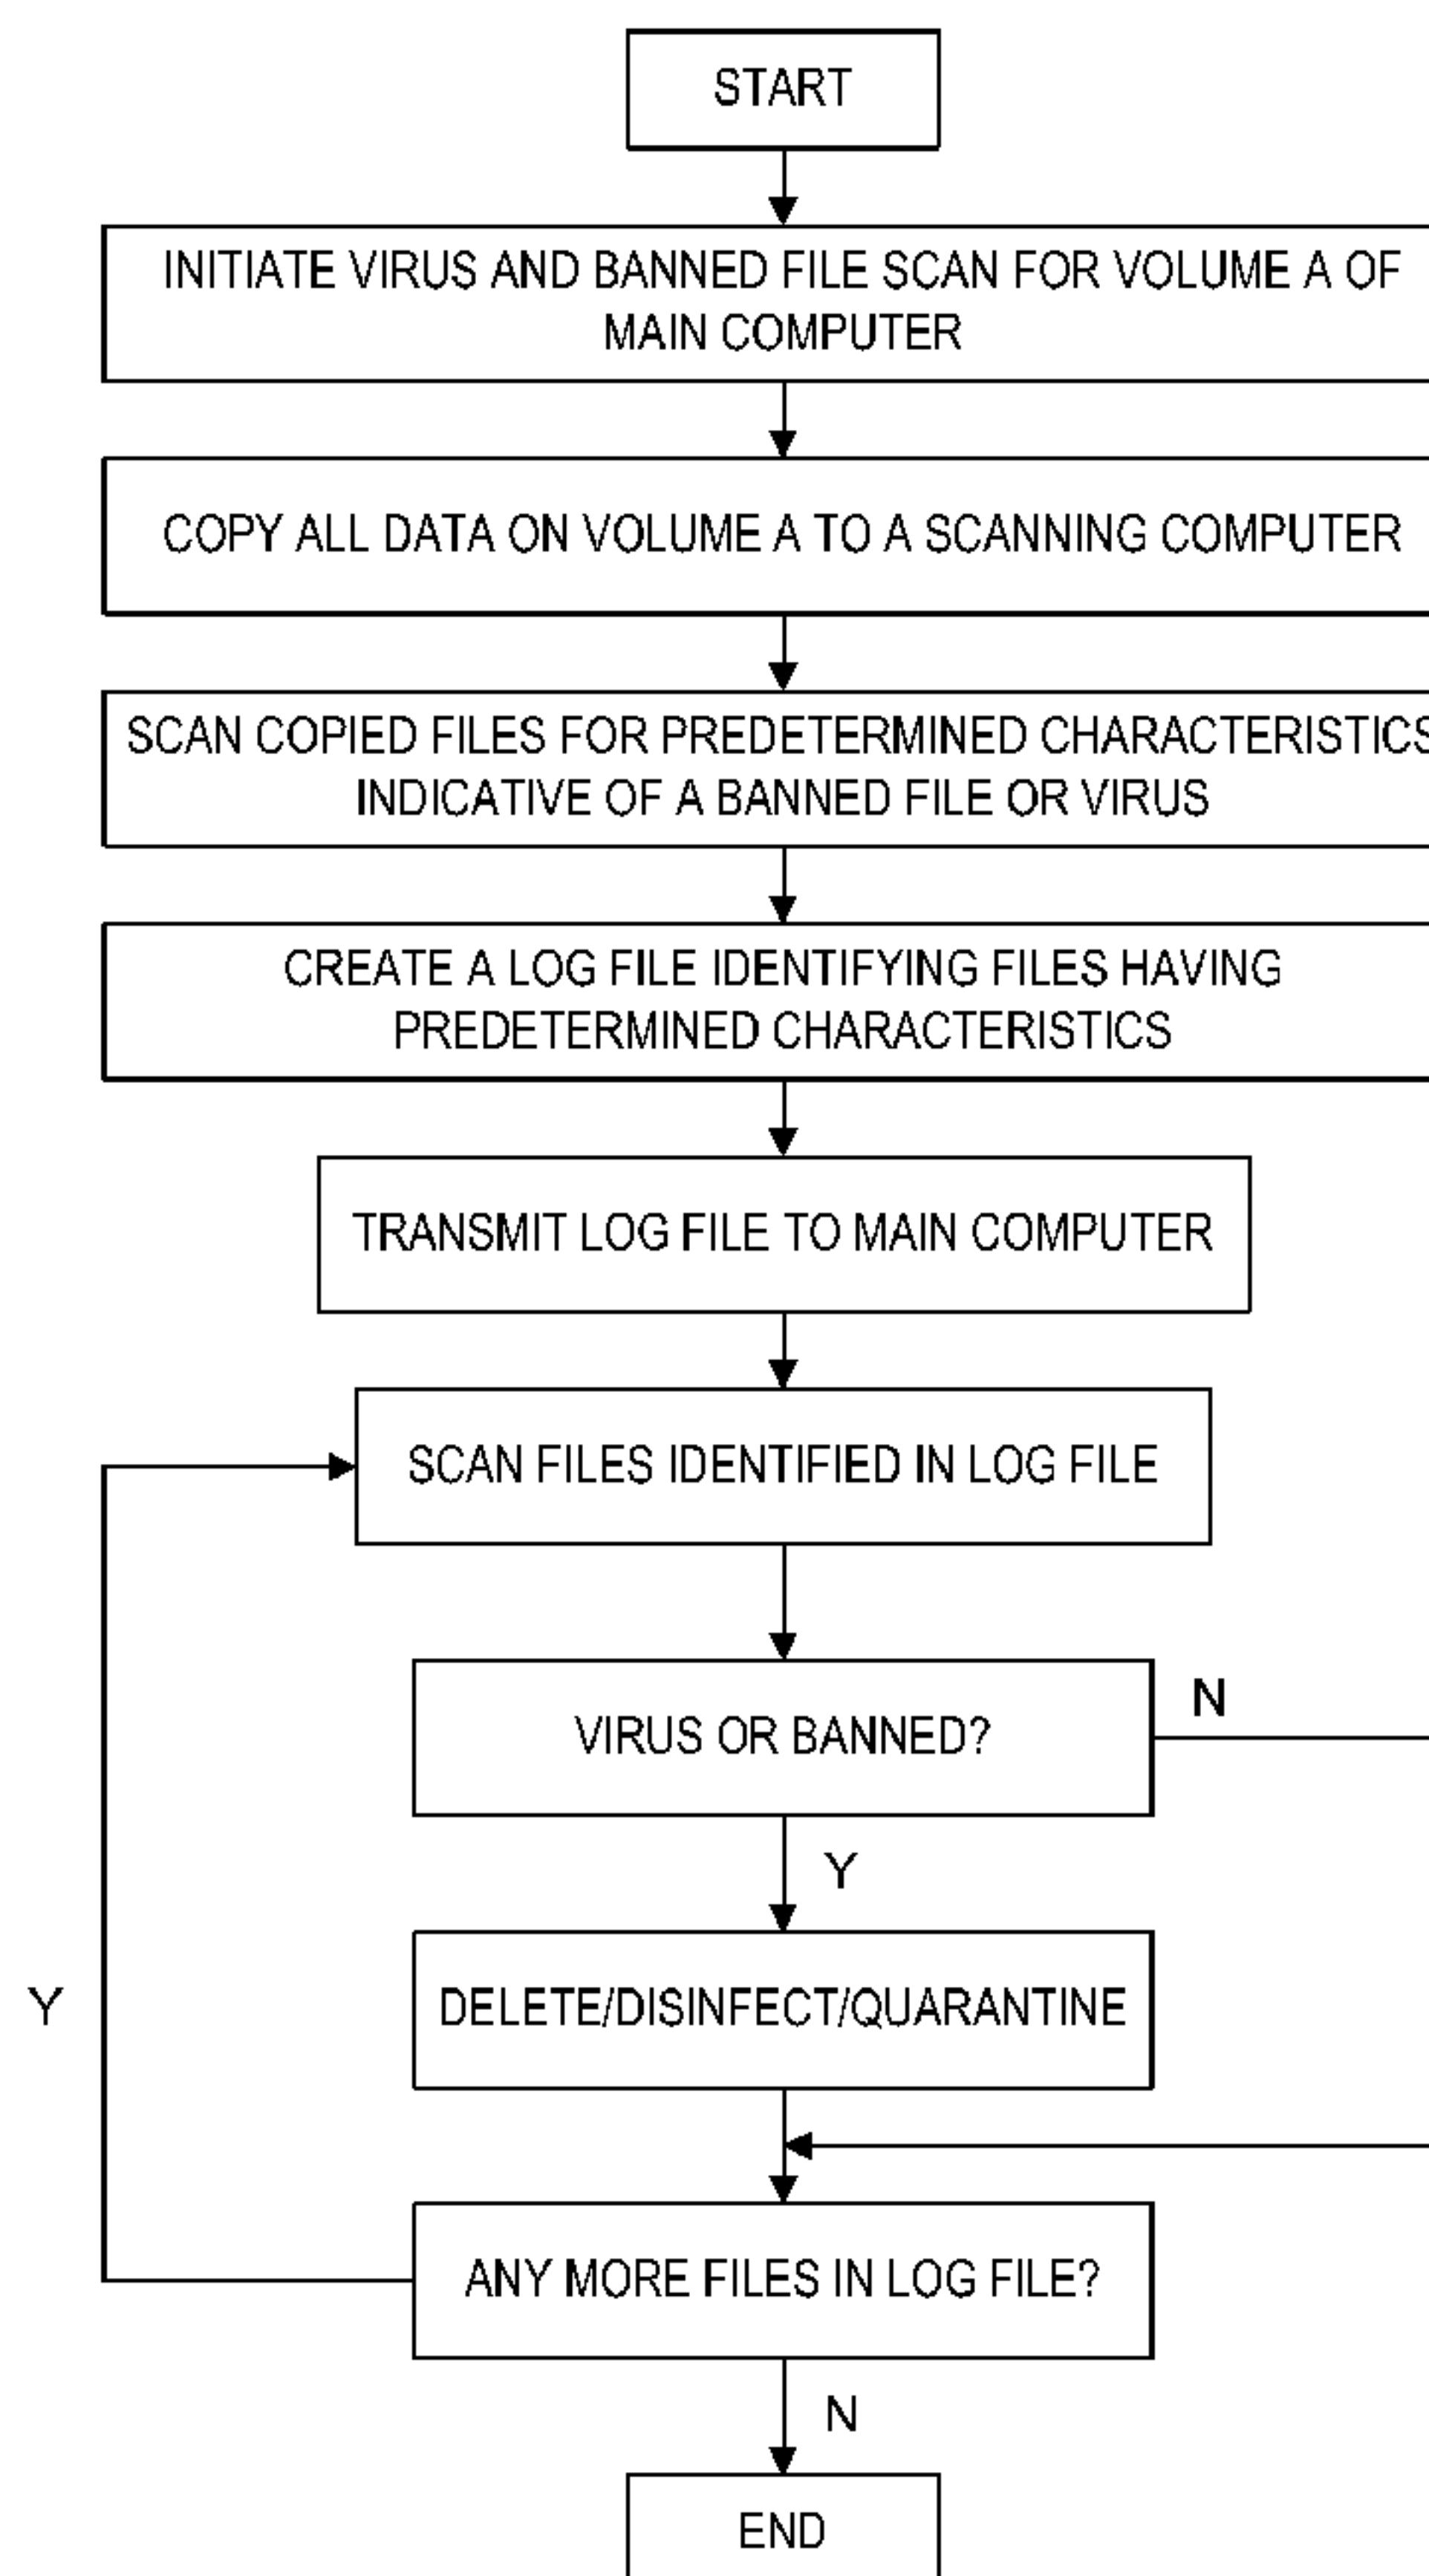 START
INITIATE VIRUS AND BANNED FILE SCAN FOR VOLUME A OF
MAIN COMPUTER
COPY ALL DATA ON VOLUME A TO A SCANNING COMPUTER
SCAN COPIED FILES FOR PREDETERMINED CHARACTERISTICS
INDICATIVE OF A BANNED FILE OR VIRUS
CREATE A LOG FILE IDENTIFYING FILES HAVING
PREDETERMINED CHARACTERISTICS
TRANSMIT LOG FILE TO MAIN COMPUTER
SCAN FILES IDENTIFIED IN LOG FILE
N
VIRUS OR BANNED?
Y
DELETE/DISINFECT/QUARANTINE
Y
ANY MORE FILES IN LOG FILE?
N
END